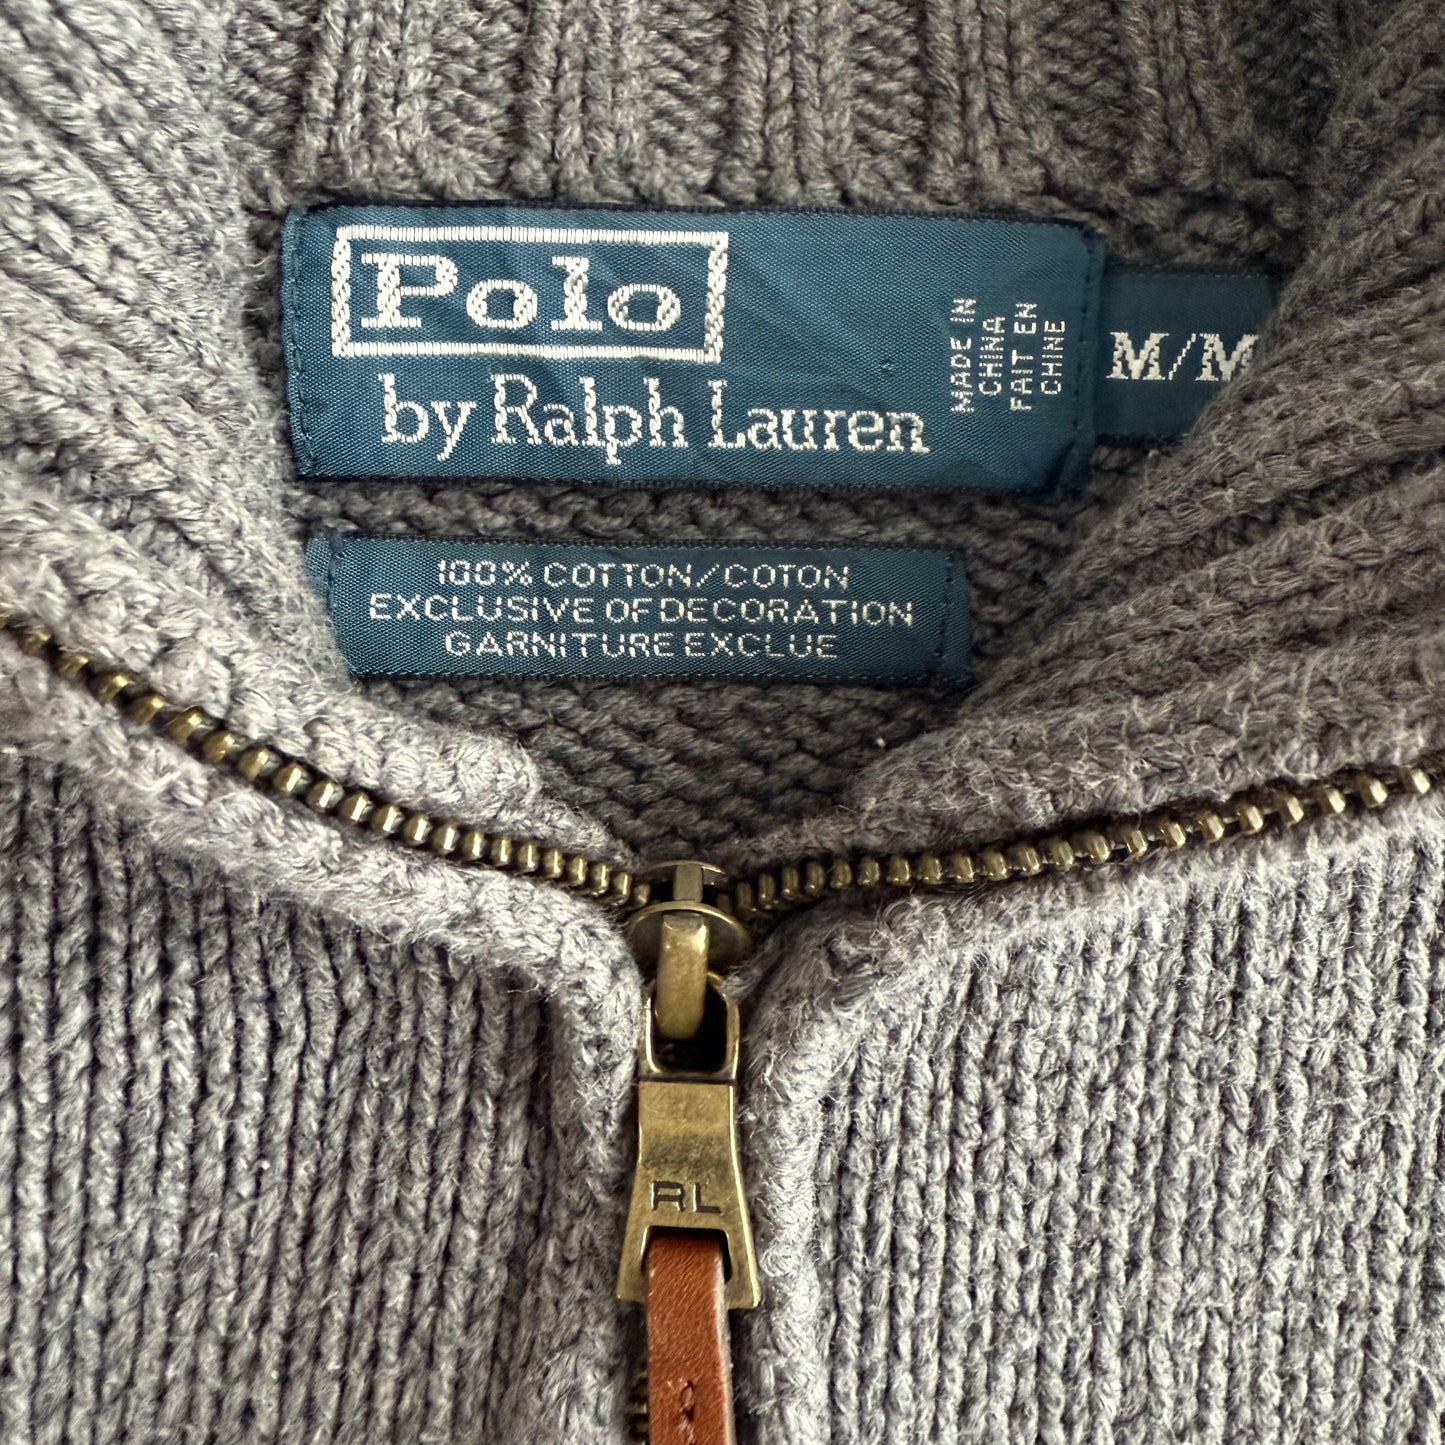 Polo
by Ralph Lauren
MADE IN
CHINA
FAIT EN
CHINE
M/M
100% COTTON/COTON
EXCLUSIVE OF DECORATION
GARNITURE EXCLUE
RL